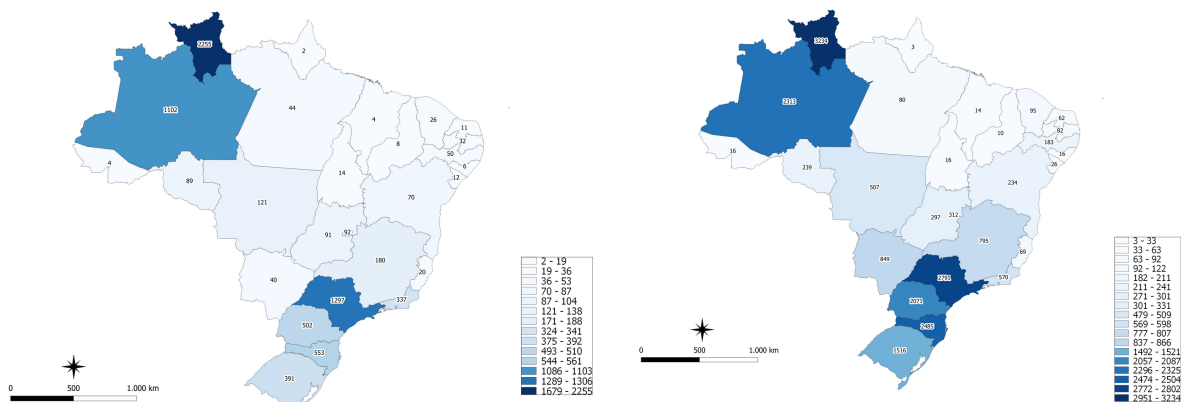 2255
2
1102
44
4
26
11
32
8
50
6
12
4
89
14
70
121
91
92
180
20
40
337
1297
502
553
391
2 - 19
19 - 36
36 - 53
70 - 87
87 - 104
121 - 138
171 - 188
324 - 341
375 - 392
493 - 510
544 - 561
1086 - 1103
1289 - 1306
1679 - 2255
0 500 1.000 km
3234
3
2313
80
14
95
62
82
10
183
16
26
16
239
16
234
507
297
312
795
69
849
570
2791
2071
2485
1516
3 - 33
33 - 63
63 - 92
92 - 122
182 - 211
211 - 241
271 - 301
301 - 331
479 - 509
569 - 598
777 - 807
837 - 866
1492 - 1521
2057 - 2087
2296 - 2325
2474 - 2504
2772 - 2802
2951 - 3234
0 500 1.000 km